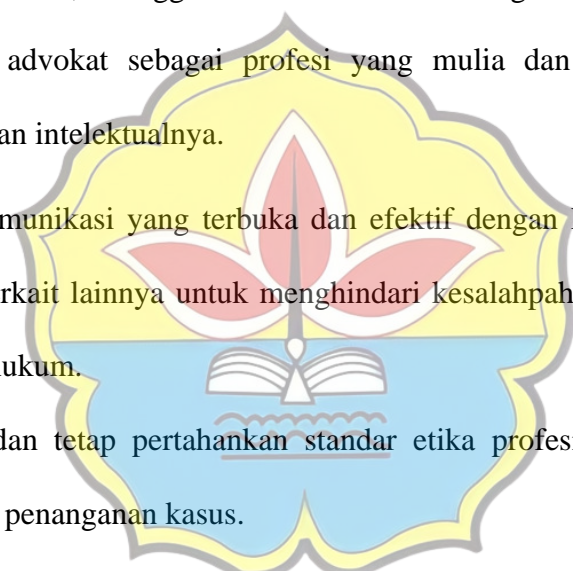 advokat sebagai profesi yang mulia dan
an intelektualnya.
munikasi yang terbuka dan efektif dengan
rkait lainnya untuk menghindari kesalahpah
ukum.
dan tetap pertahankan standar etika profesi
penanganan kasus.